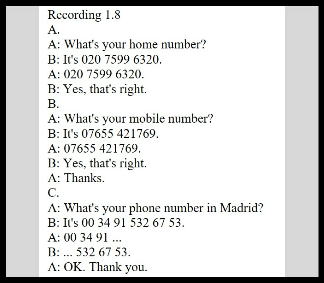 Recording 1.8
A.
A: What's your home number?
B: It's 020 7599 6320.
A: 020 7599 6320.
B: Yes, that's right.
B.
A: What's your mobile number?
B: It's 07655 421769.
A: 07655 421769.
B: Yes, that's right.
A: Thanks.
C.
A: What's your phone number in Madrid?
B: It's 00 34 91 532 67 53.
A: 00 34 91 ...
B: ... 532 67 53.
A: OK. Thank you.